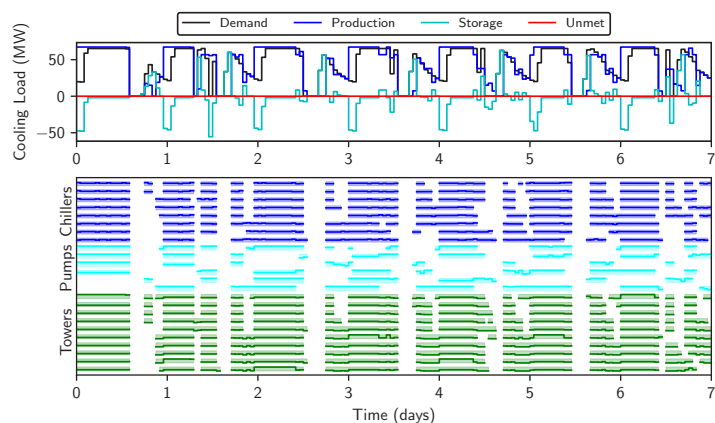 Demand Production Storage Unmet
Cooling Load (MW)
50
0
−50
0 1 2 3 4 5 6 7
Chillers
Pumps
Towers
0 1 2 3 4 5 6 7
Time (days)